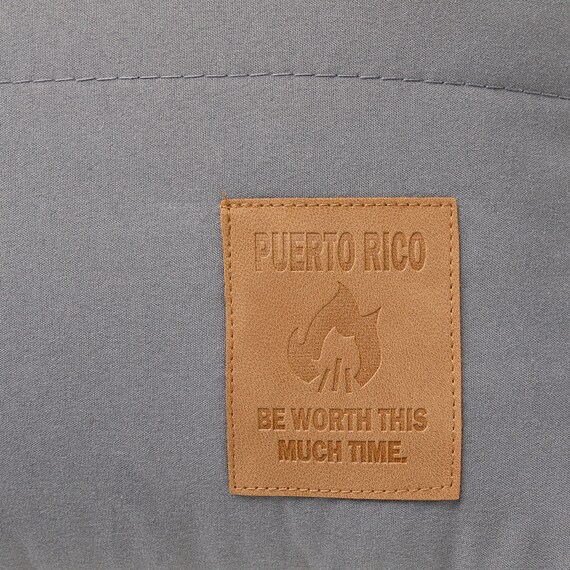 PUERTO RICO
BE WORTH THIS
MUCH TIME.